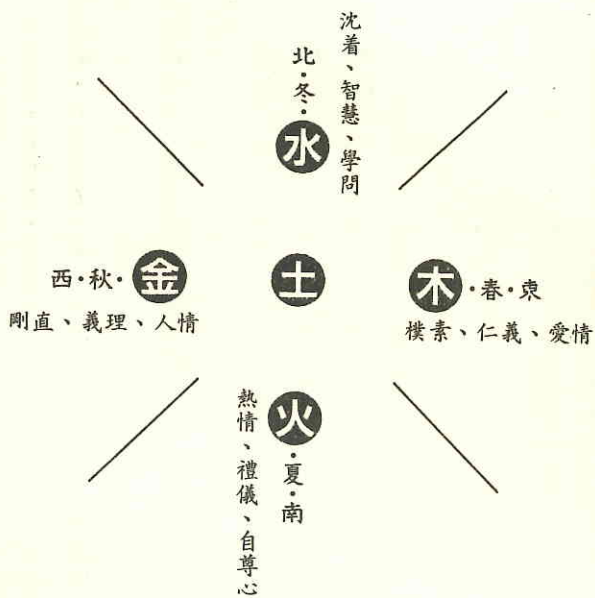 沈着、智慧、學問
北·冬·水
西·秋·金
剛直、義理、人情
土
木·春·東
樸素、仁義、愛情
火·夏·南
熱情、禮儀、自尊心